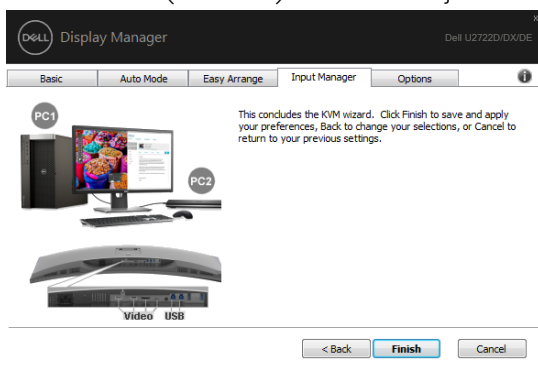 DELL Display Manager
Dell U2722D/DX/DE
Basic Auto Mode Easy Arrange Input Manager Options
PC1
PC2
This concludes the KVM wizard. Click Finish to save and apply
your preferences, Back to change your selections, or Cancel to
return to your previous settings.
Video USB
< Back Finish Cancel